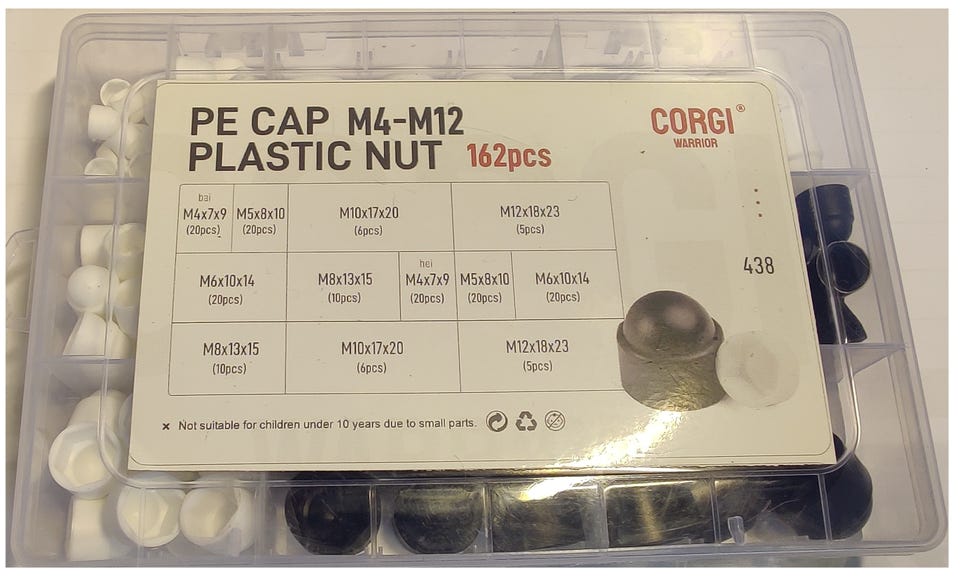 PE CAP M4-M12
PLASTIC NUT 162pcs
CORGI®
WARRIOR
bai
M4x7x9 M5x8x10 M10x17x20 M12x18x23
(20pcs) (20pcs) (6pcs) (5pcs)
438
hei
M6x10x14 M8x13x15 M4x7x9 M5x8x10 M6x10x14
(20pcs) (10pcs) (20pcs) (20pcs) (20pcs)
M8x13x15 M10x17x20 M12x18x23
(10pcs) (6pcs) (5pcs)
× Not suitable for children under 10 years due to small parts.